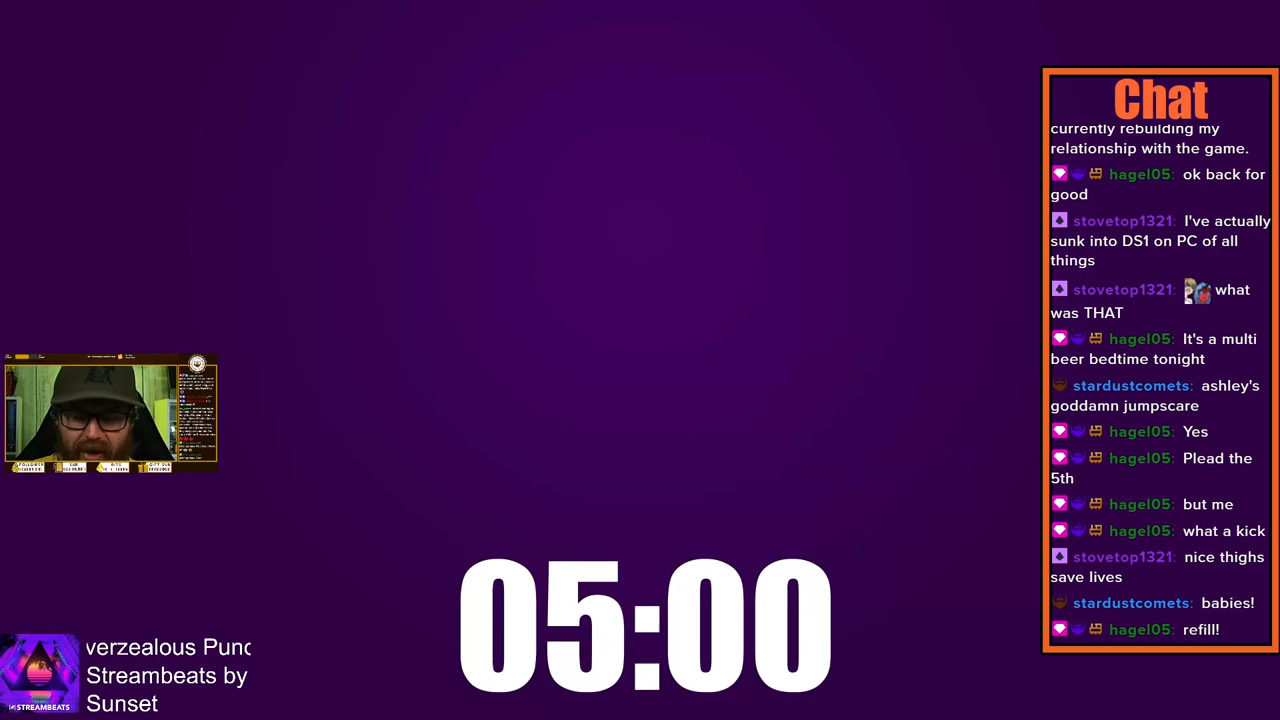 Chat
currently rebuilding my
relationship with the game.
hagel05: ok back for
good
stovetop1321: I've actually
sunk into DS1 on PC of all
things
stovetop1321: what
was THAT
hagel05: It's a multi
beer bedtime tonight
stardustcomets: ashley's
goddamn jumpscare
hagel05: Yes
hagel05: Plead the
5th
hagel05: but me
hagel05: what a kick
stovetop1321: nice thighs
save lives
stardustcomets: babies!
hagel05: refill!
05:00
verzealous Punc
Streambeats by
Sunset
STREAMBEATS